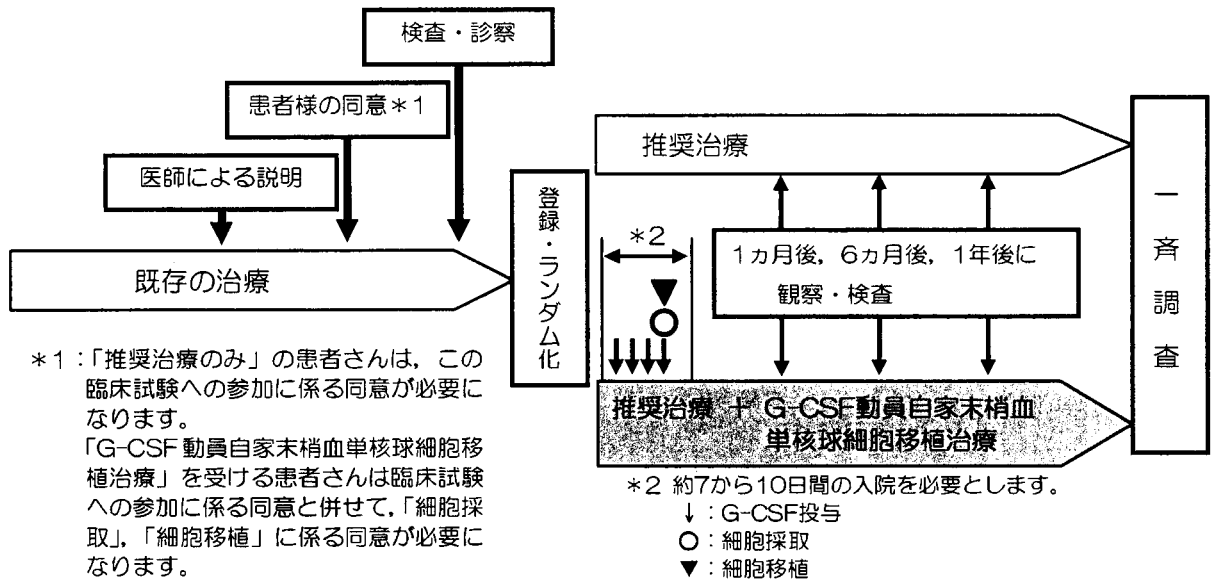 検査・診察
患者様の同意＊1
医師による説明
既存の治療
登録・ランダム化
推奨治療
＊2
1ヵ月後，6ヵ月後，1年後に
観察・検査
推奨治療 ＋ G-CSF動員自家末梢血
単核球細胞移植治療
一斉調査
＊1：「推奨治療のみ」の患者さんは，この
臨床試験への参加に係る同意が必要に
なります。
「G-CSF動員自家末梢血単核球細胞移
植治療」を受ける患者さんは臨床試験
への参加に係る同意と併せて，「細胞採
取」，「細胞移植」に係る同意が必要に
なります。
＊2 約7から10日間の入院を必要とします。
↓：G-CSF投与
○：細胞採取
▼：細胞移植